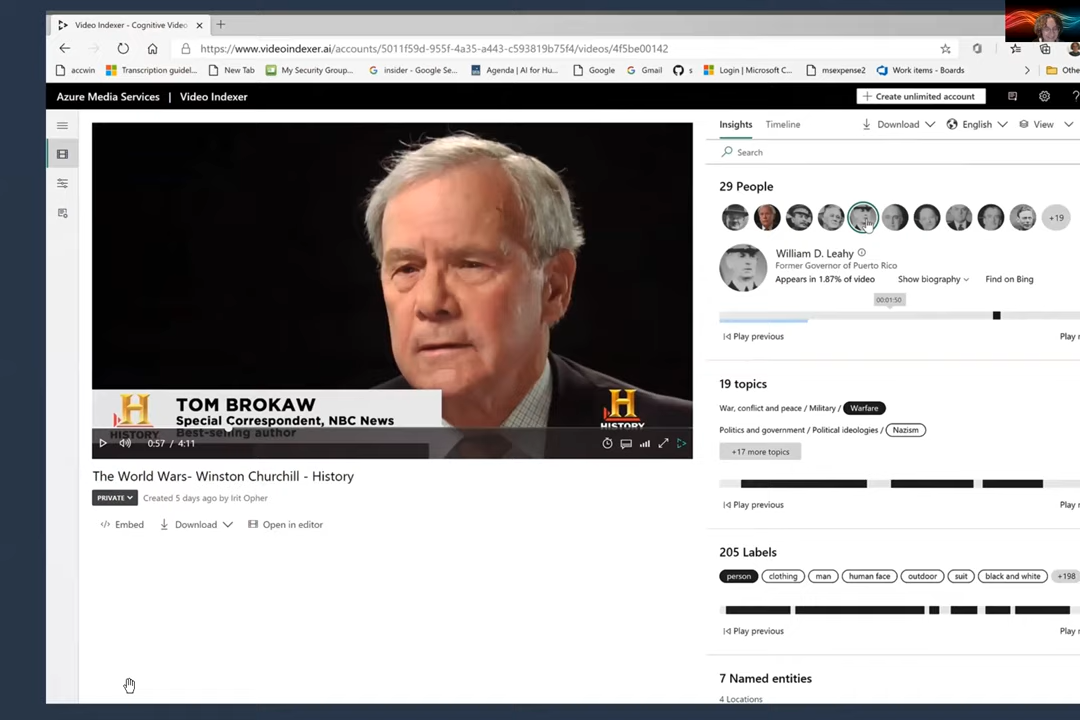 Video Indexer - Cognitive Video
https://www.videoindexer.ai/accounts/5011f59d-955f-4a35-a443-c593819b75f4/videos/4f5be00142
accwin Transcription guidel... New Tab My Security Group... insider - Google Se... Agenda | AI for Hu... Google Gmail s Login | Microsoft C... msexpense2 Work items - Boards Othe
Azure Media Services | Video Indexer + Create unlimited account
Insights Timeline Download English View
Search
29 People
+19
William D. Leahy
Former Governor of Puerto Rico
Appears in 1.87% of video Show biography Find on Bing
00:01:50
Play previous Play
19 topics
War, conflict and peace / Military / Warfare
Politics and government / Political ideologies / Nazism
+17 more topics
Play previous Play
205 Labels
person clothing man human face outdoor suit black and white +198
Play previous Play
7 Named entities
4 Locations
H
HISTORY
TOM BROKAW
Special Correspondent, NBC News
Best-selling author
H
HISTORY
0:57 / 4:11
The World Wars- Winston Churchill - History
PRIVATE Created 5 days ago by Irit Opher
</> Embed Download Open in editor